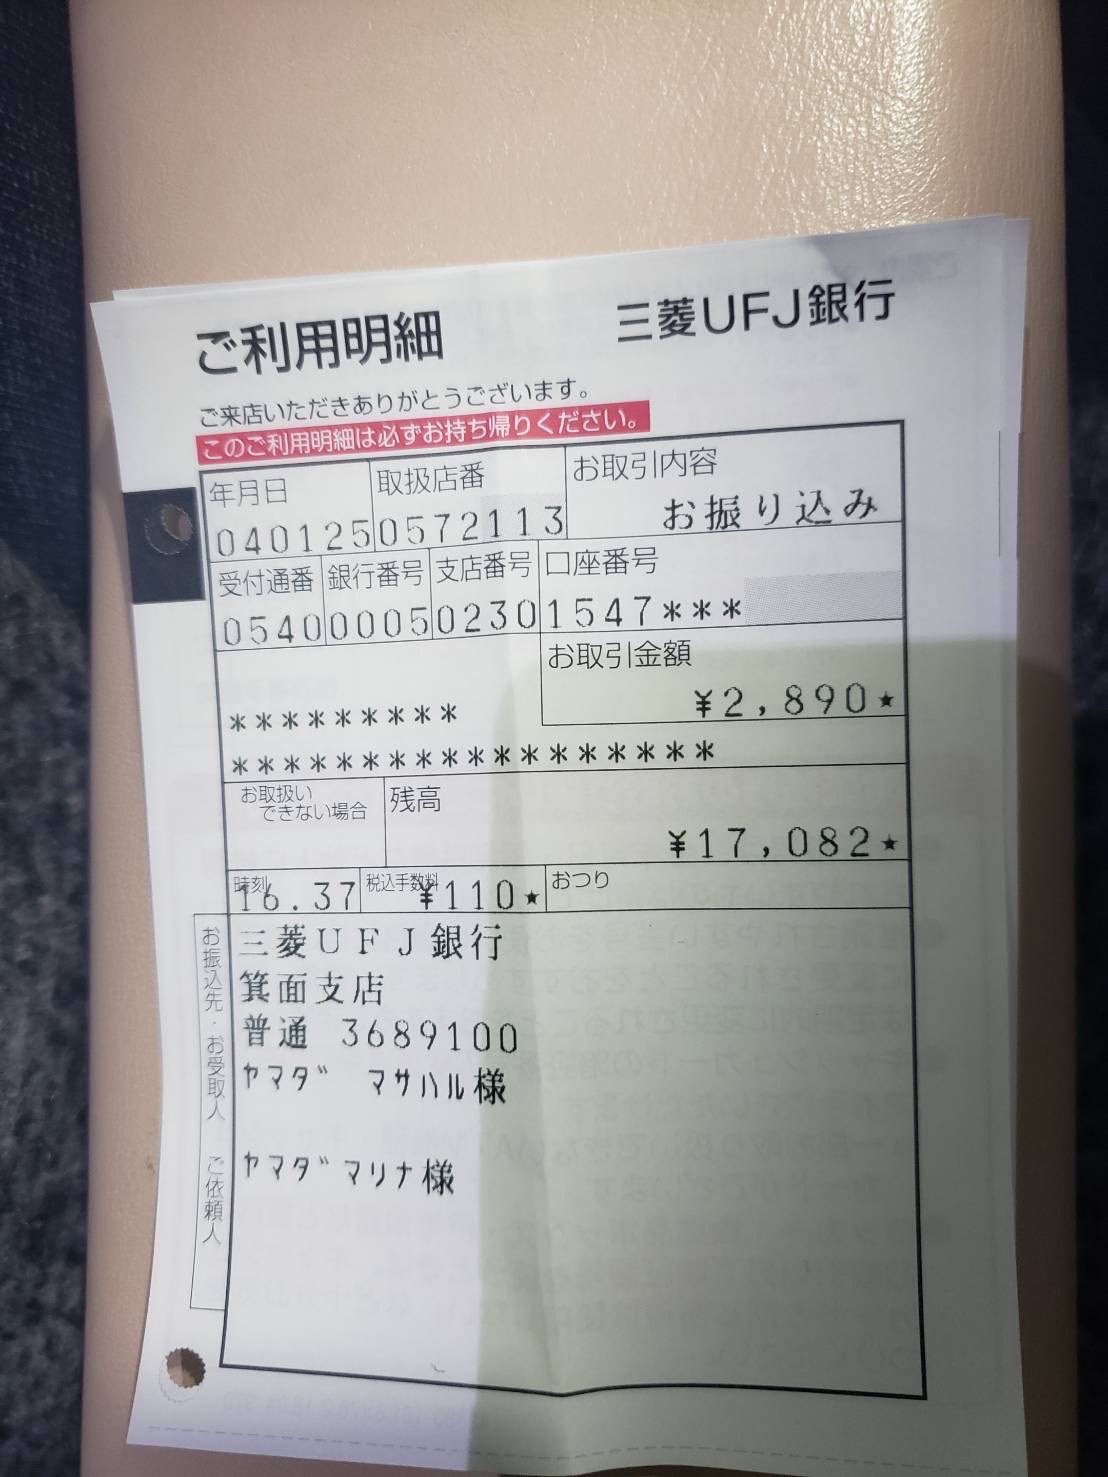 ご利用明細 三菱UFJ銀行
ご来店いただきありがとうございます。
このご利用明細は必ずお持ち帰りください。
年月日 取扱店番 お取引内容
040125 0572113 お振り込み
受付通番 銀行番号 支店番号 口座番号
0540 0005 0230 1547***
お取引金額
¥2,890★
*********
*******************
お取扱い
できない場合
残高
¥17,082★
時刻 税込手数料 おつり
16.37 ¥110★
お振込先・お受取人 ご依頼人
三菱UFJ銀行
箕面支店
普通 3689100
ヤマダ マサハル様
ヤマダマリナ様